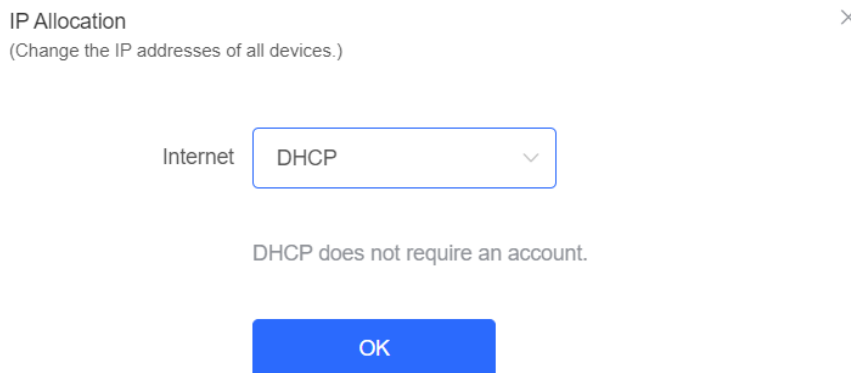 IP Allocation
(Change the IP addresses of all devices.)
Internet DHCP
DHCP does not require an account.
OK